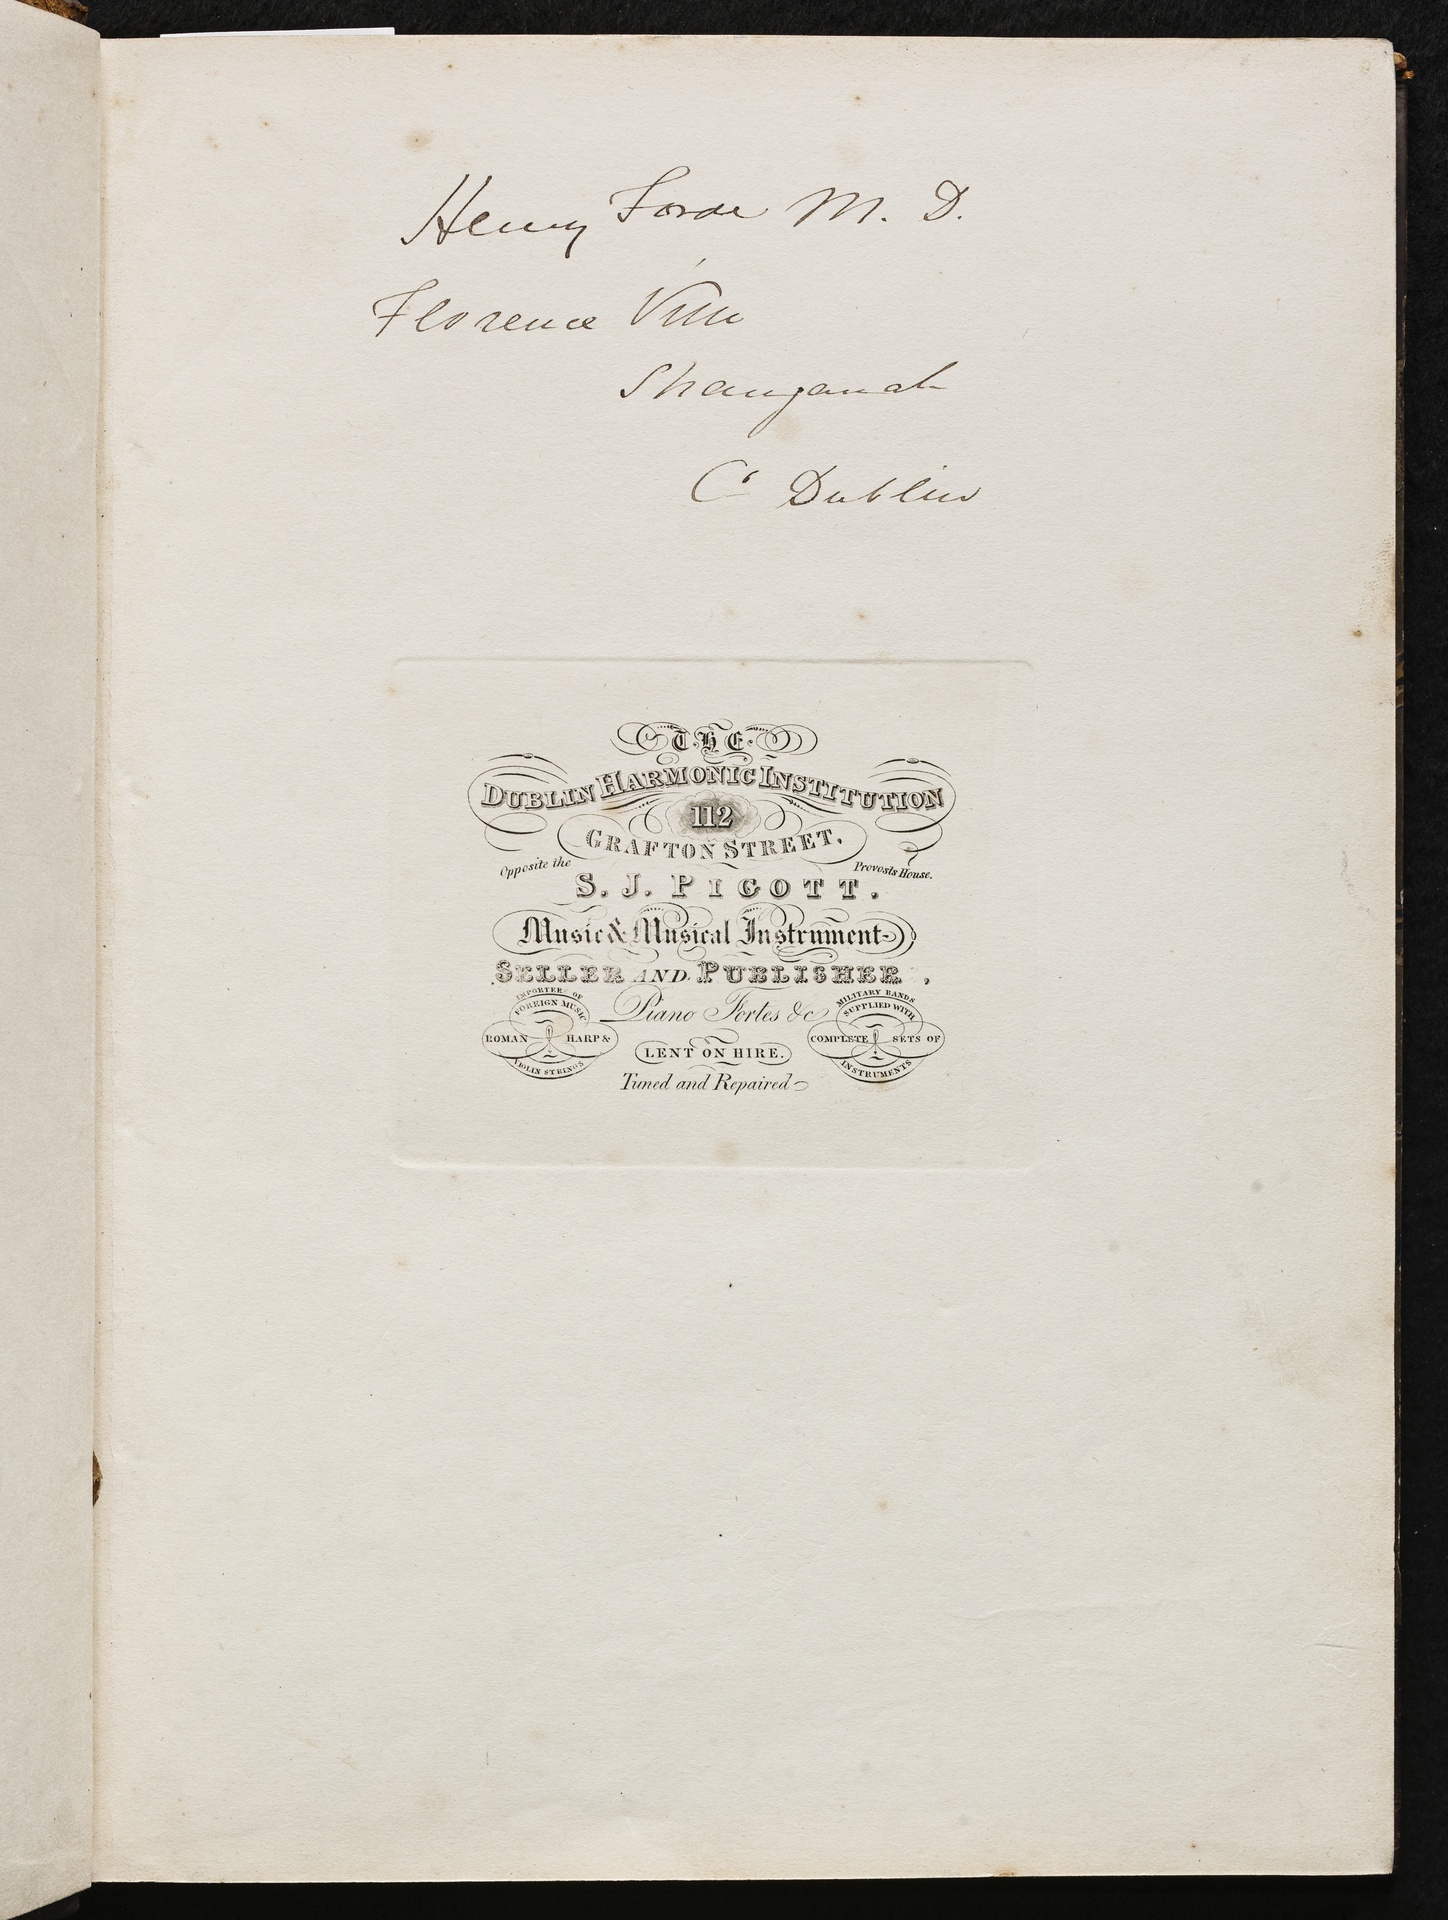 Henry Forde M. D.
Florence Villa
Shanganah
Co Dublin
THE
DUBLIN HARMONIC INSTITUTION
112
GRAFTON STREET,
Opposite the Provosts House.
S. J. PIGOTT.
Music & Musical Instrument
SELLER AND PUBLISHER,
IMPORTER OF
FOREIGN MUSIC
ROMAN HARP &
VIOLIN STRINGS
Piano Fortes &c
LENT ON HIRE.
Tuned and Repaired
MILITARY BANDS
SUPPLIED WITH
COMPLETE SETS OF
INSTRUMENTS